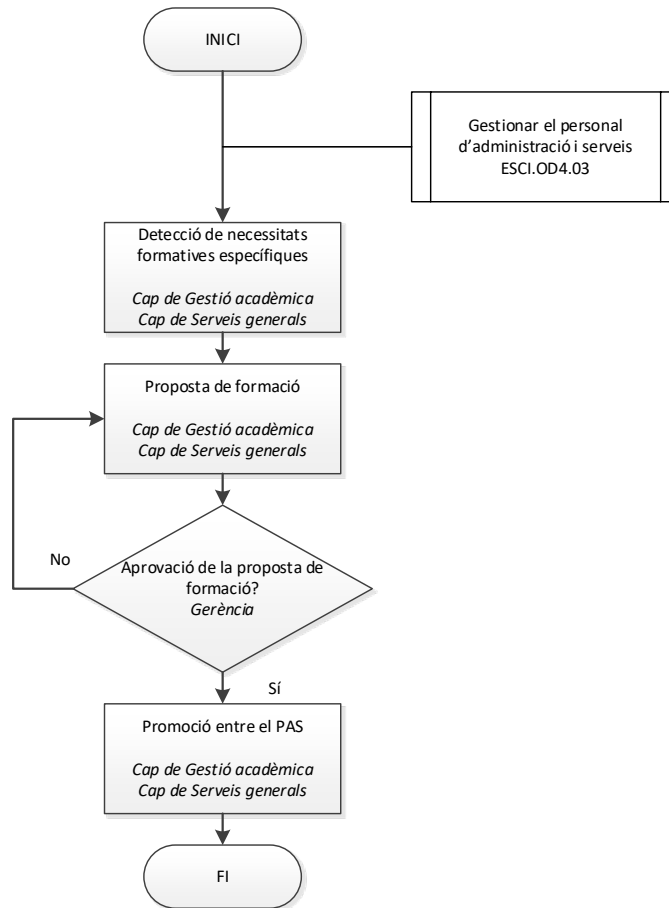 INICI
Gestionar el personal
d’administració i serveis
ESCI.OD4.03
Detecció de necessitats
formatives específiques
Cap de Gestió acadèmica
Cap de Serveis generals
Proposta de formació
Cap de Gestió acadèmica
Cap de Serveis generals
No
Aprovació de la proposta de
formació?
Gerència
Sí
Promoció entre el PAS
Cap de Gestió acadèmica
Cap de Serveis generals
FI